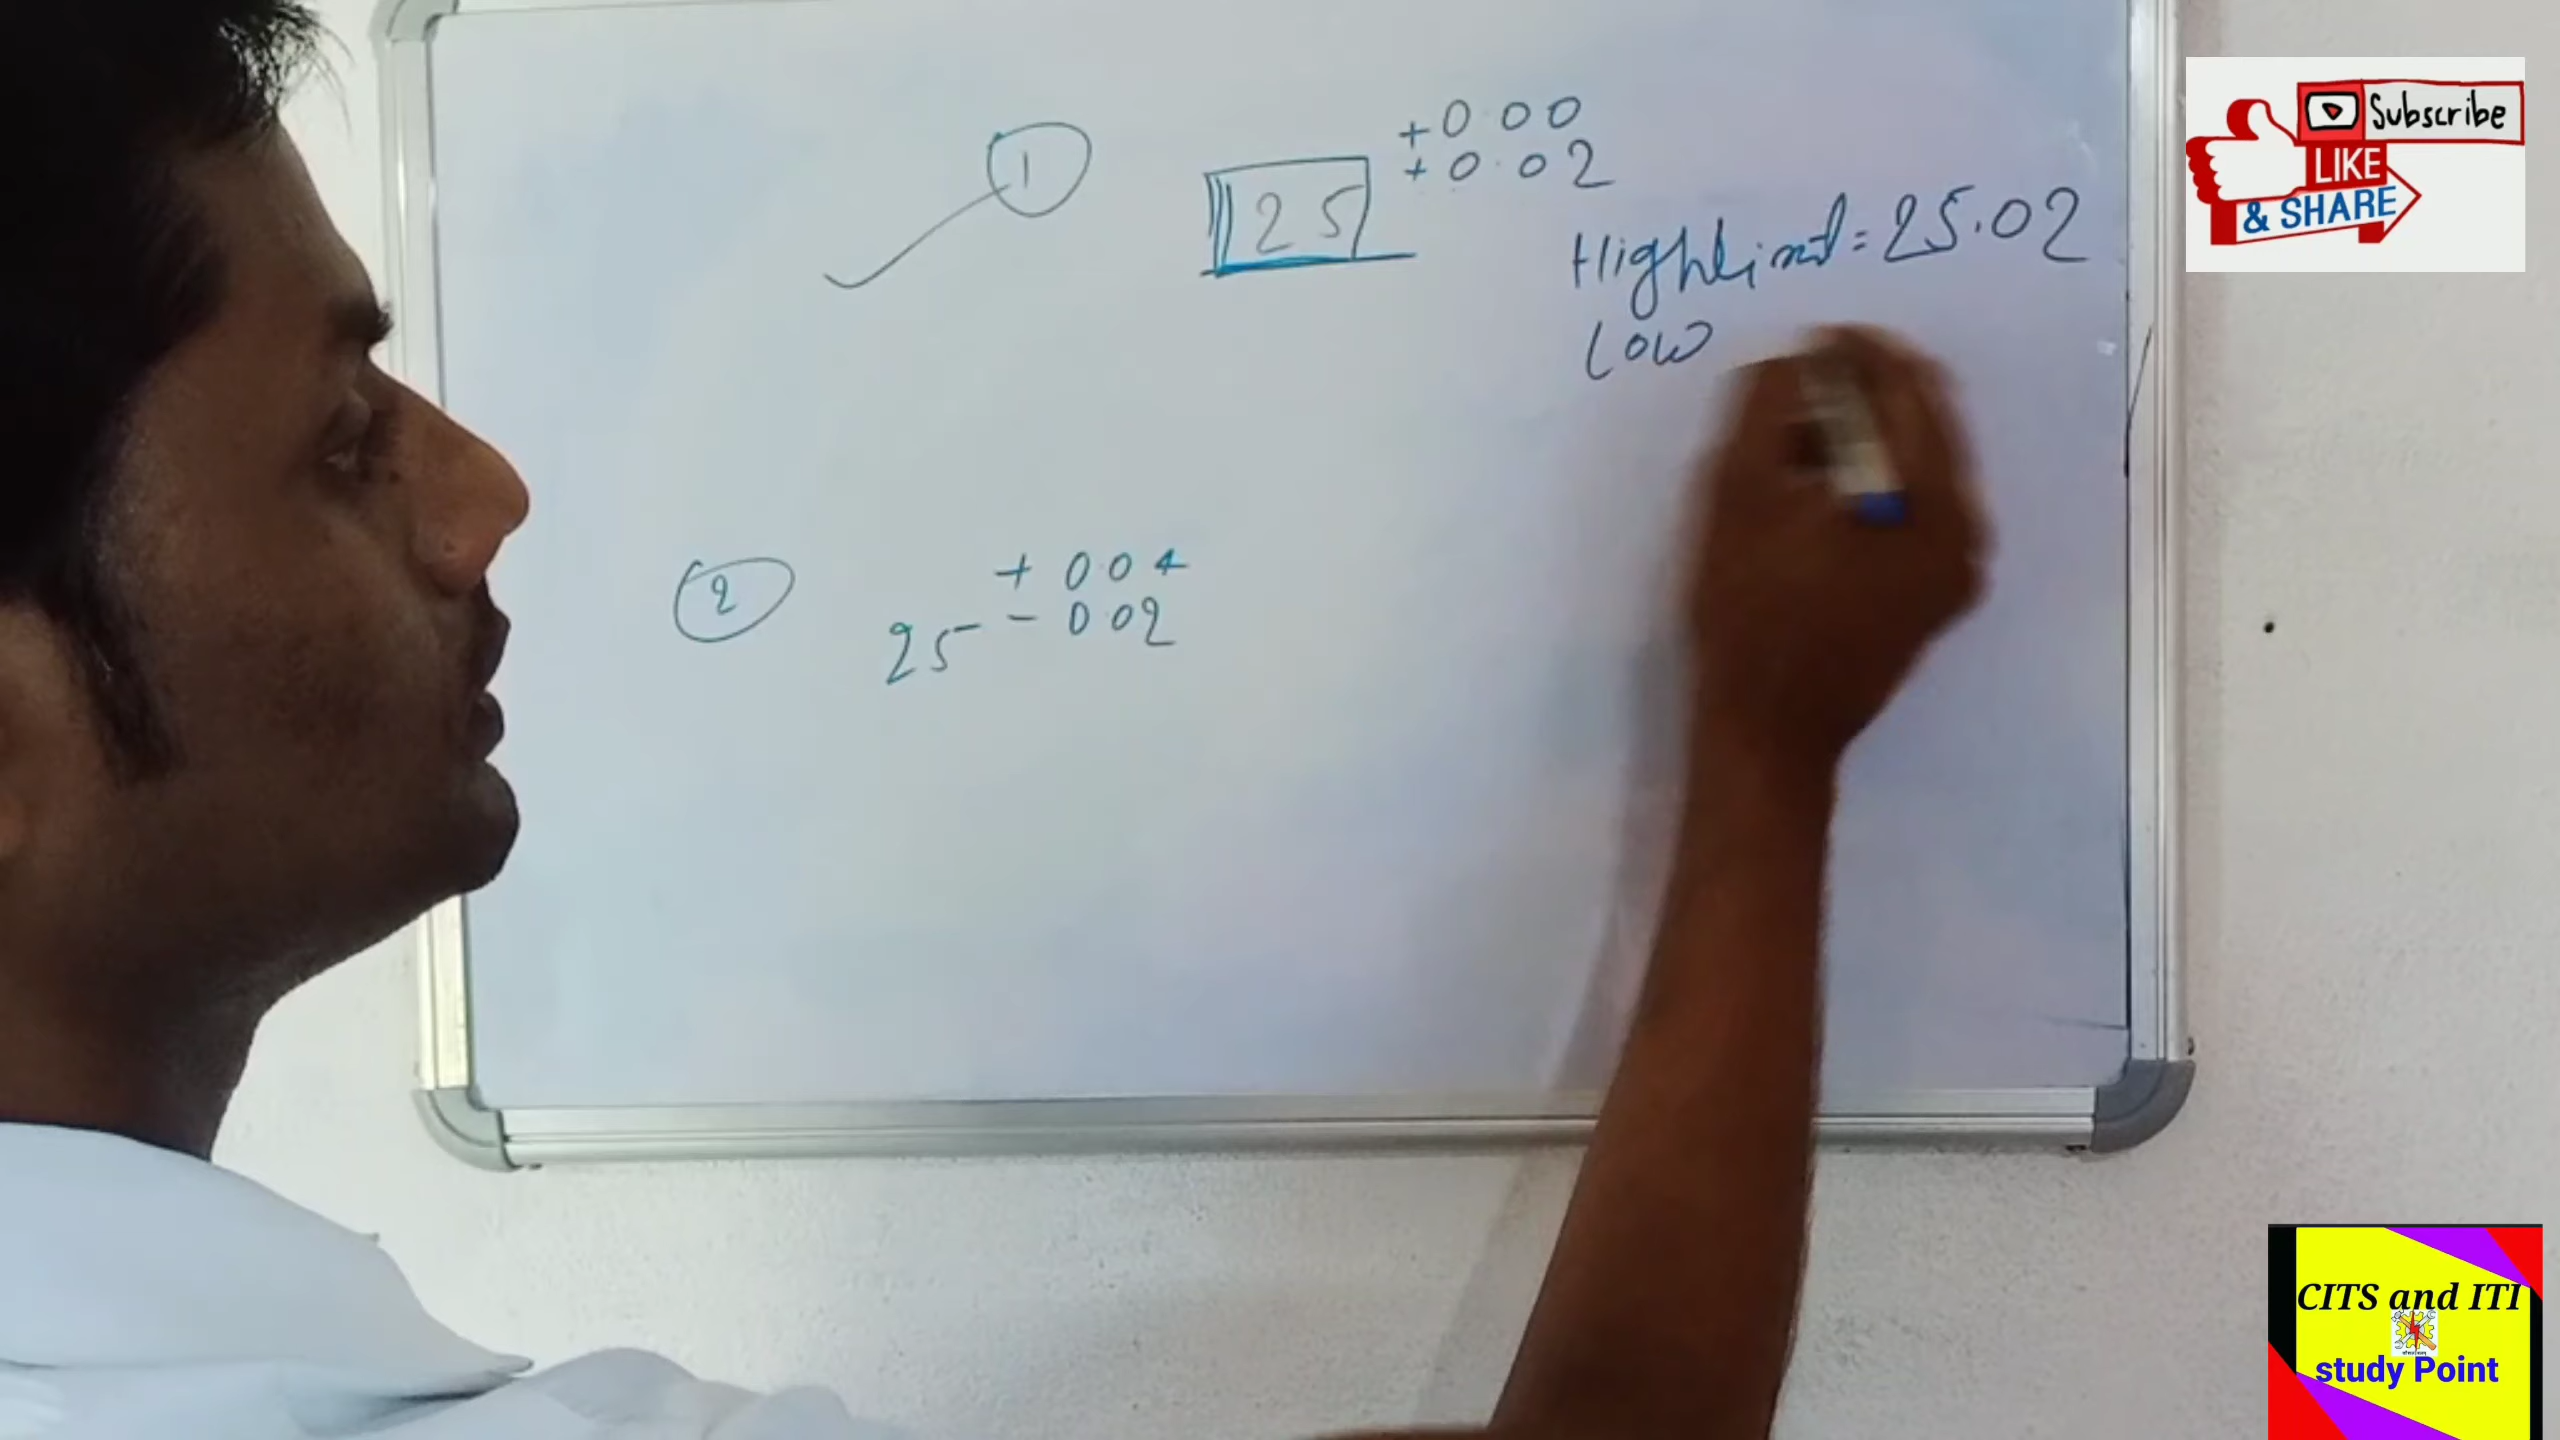 1
+0.00
+0.02
25
High limit = 25.02
Low
2
+ 0.04
- 0.02
25
Subscribe
LIKE
& SHARE
CITS and ITI
study Point